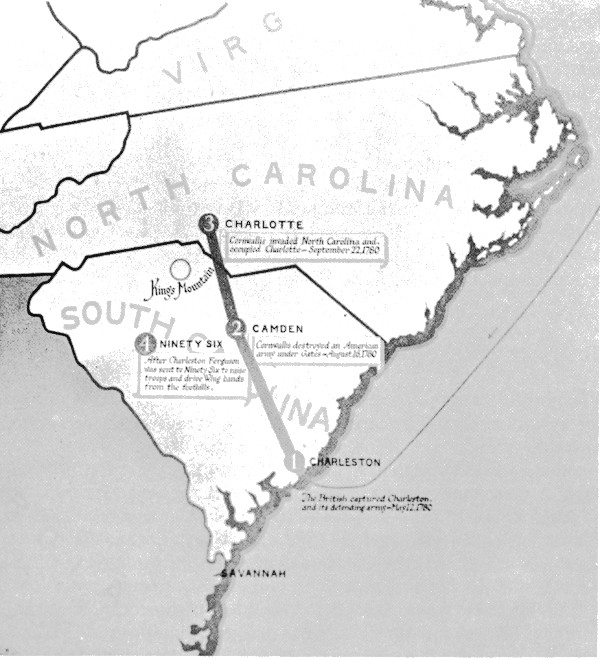 VIRG
NORTH CAROLINA
3 CHARLOTTE
Cornwallis invaded North Carolina and
occupied Charlotte—September 22, 1780
King's Mountain
SOUTH CA INA
2 CAMDEN
Cornwallis destroyed an American
army under Gates—August 16, 1780
4 NINETY SIX
After Charleston Ferguson
was sent to Ninety Six to raise
troops and drive Whig bands
from the foothills.
1 CHARLESTON
The British captured Charleston,
and its defending army—May 12, 1780
SAVANNAH